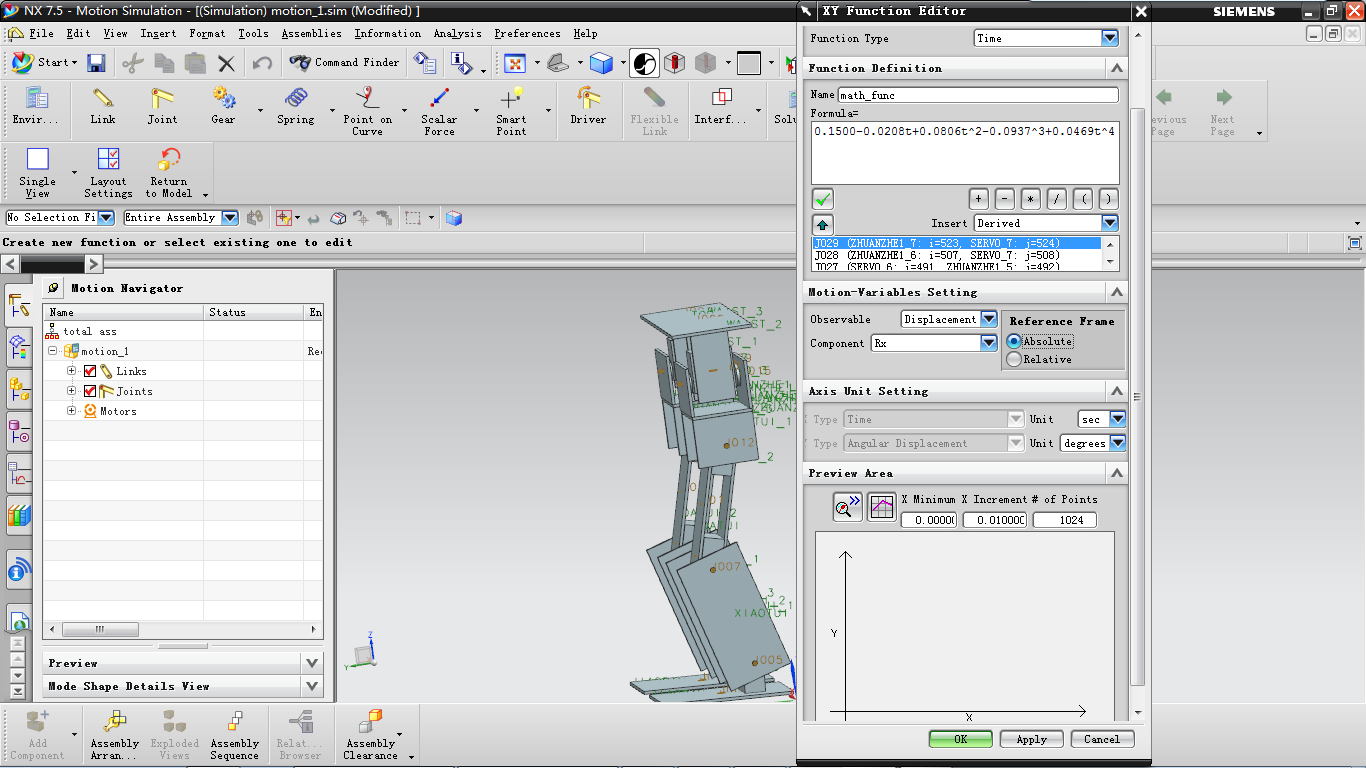 NX 7.5 - Motion Simulation - [(Simulation) motion_1.sim (Modified) ]
SIEMENS
File Edit View Insert Format Tools Assemblies Information Analysis Preferences Help
Start
Command Finder
Envir...
Link
Joint
Gear
Spring
Point on Curve
Scalar Force
Smart Point
Driver
Flexible Link
Interf...
Next Page
Single View
Layout Settings
Return to Model
No Selection Fi
Entire Assembly
Create new function or select existing one to edit
Motion Navigator
Name Status En
total ass
motion_1
Links
Joints
Motors
Preview
Mode Shape Details View
J012
J007
J005
Z
Y
Add Component
Assembly Arran...
Exploded Views
Assembly Sequence
Relat... Browser
Assembly Clearance
XY Function Editor
Function Type Time
Function Definition
Name math_func
Formula=
0.1500-0.0208t+0.0806t^2-0.0937^3+0.0469t^4
+ - * / ( )
Insert Derived
J029 (ZHUANZHE1_7: i=523, SERVO_7: j=524)
J028 (ZHUANZHE1_6: i=507, SERVO_7: j=508)
J027 (SERVO_6: i=491, ZHUANZHE1_5: j=492)
Motion-Variables Setting
Observable Displacement
Component Rx
Reference Frame
Absolute
Relative
Axis Unit Setting
Type Time Unit sec
Type Angular Displacement Unit degrees
Preview Area
X Minimum X Increment # of Points
1024
Y
X
OK Apply Cancel